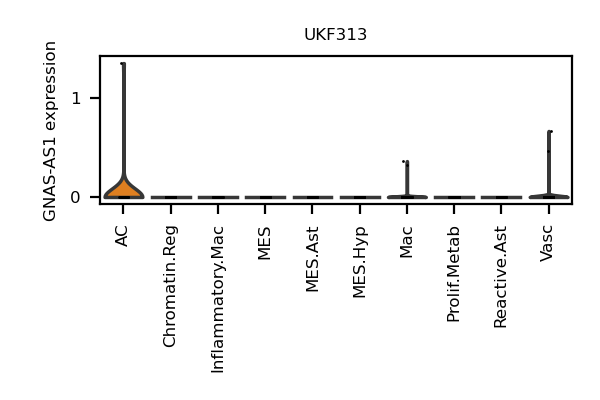 UKF313
GNAS-AS1 expression
1
0
AC
Chromatin.Reg
Inflammatory.Mac
MES
MES.Ast
MES.Hyp
Mac
Prolif.Metab
Reactive.Ast
Vasc